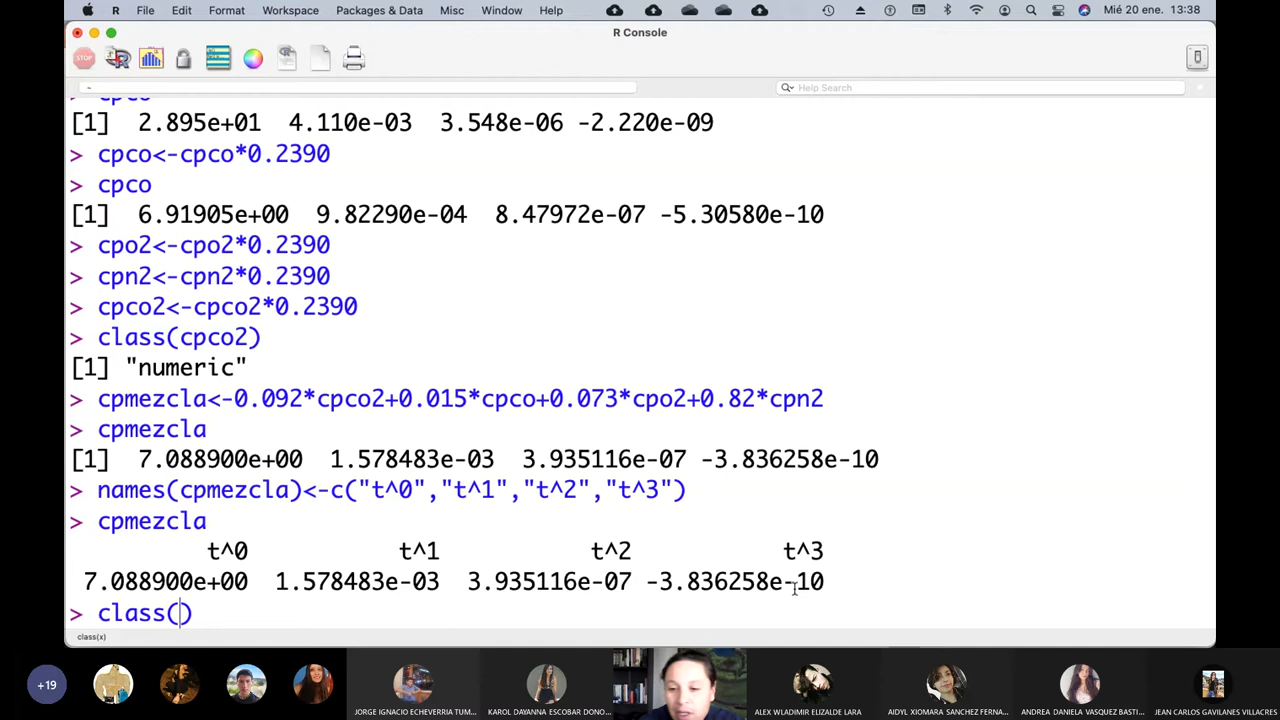 R File Edit Format Workspace Packages & Data Misc Window Help Mié 20 ene. 13:38
R Console
STOP
~ Help Search
cpco
[1] 2.895e+01 4.110e-03 3.548e-06 -2.220e-09
> cpco<-cpco*0.2390
> cpco
[1] 6.91905e+00 9.82290e-04 8.47972e-07 -5.30580e-10
> cpo2<-cpo2*0.2390
> cpn2<-cpn2*0.2390
> cpco2<-cpco2*0.2390
> class(cpco2)
[1] "numeric"
> cpmezcla<-0.092*cpco2+0.015*cpco+0.073*cpo2+0.82*cpn2
> cpmezcla
[1] 7.088900e+00 1.578483e-03 3.935116e-07 -3.836258e-10
> names(cpmezcla)<-c("t^0","t^1","t^2","t^3")
> cpmezcla
t^0 t^1 t^2 t^3
7.088900e+00 1.578483e-03 3.935116e-07 -3.836258e-10
> class()
class(x)
+19
JORGE IGNACIO ECHEVERRIA TUM... KAROL DAYANNA ESCOBAR DONO... ALEX WLADIMIR ELIZALDE LARA AIDYL XIOMARA SANCHEZ FERNA... ANDREA DANIELA VASQUEZ BASTI... JEAN CARLOS GAVILANES VILLACRES